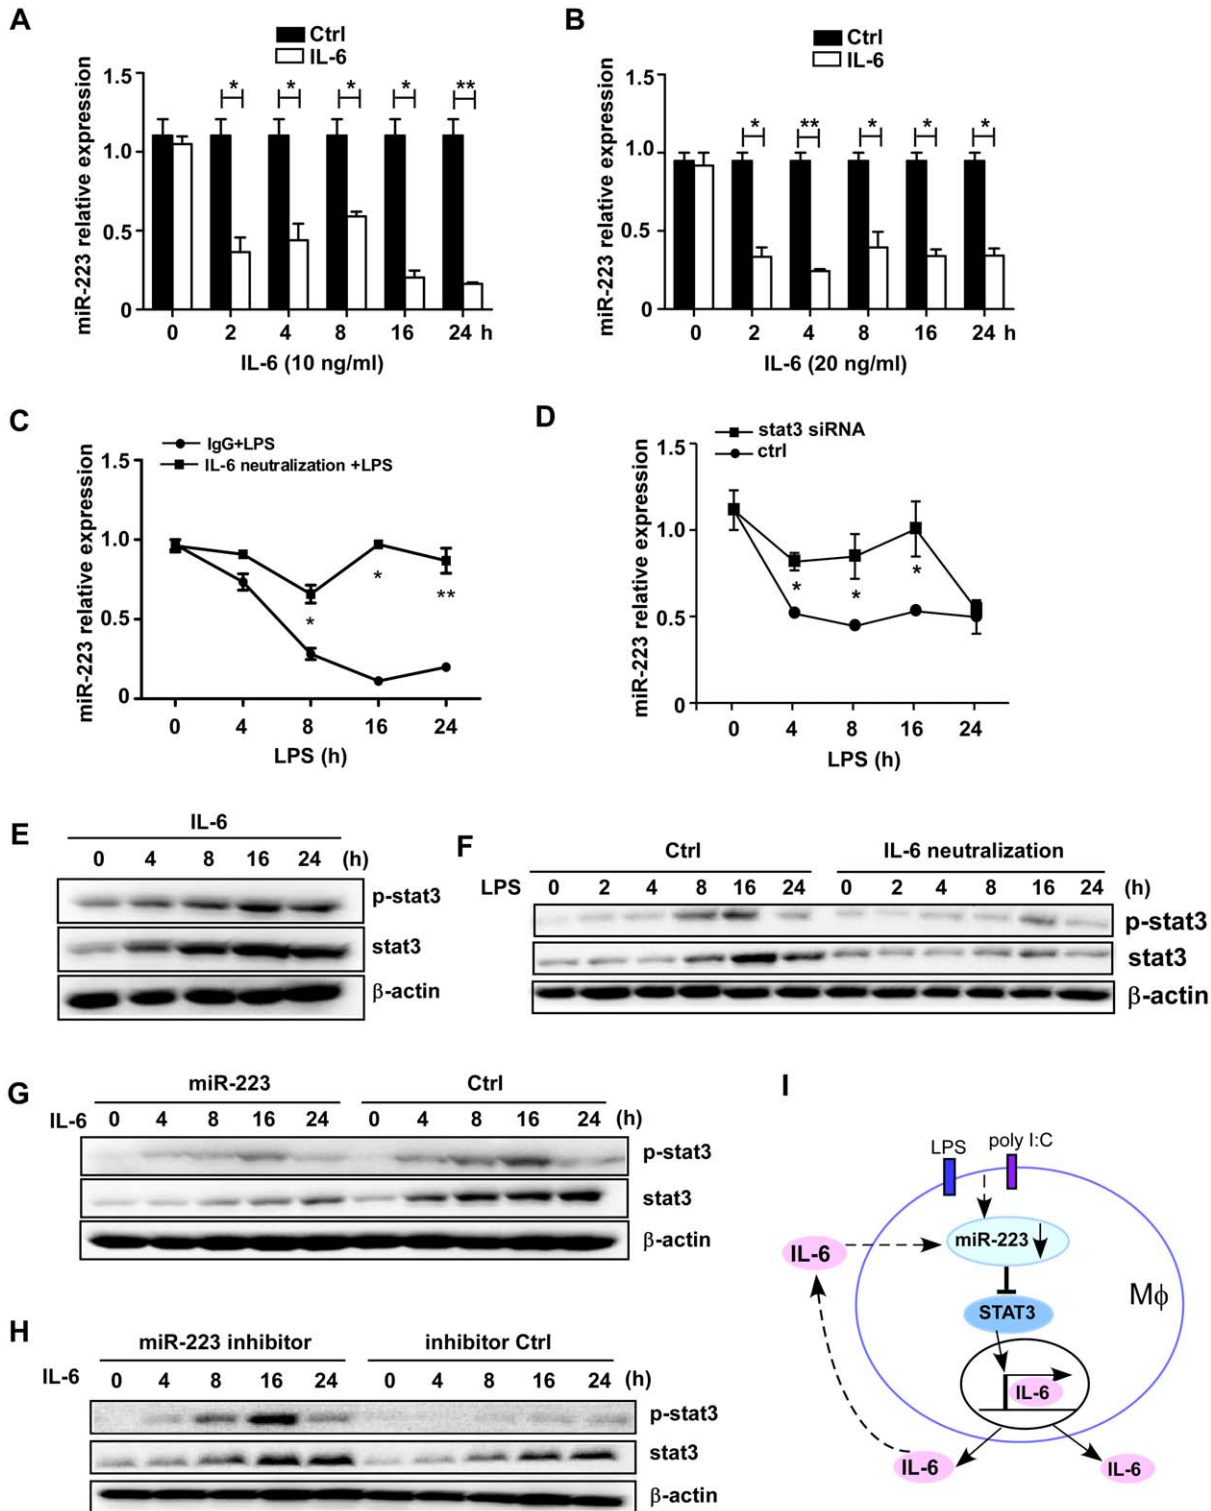 A
Ctrl
IL-6
miR-223 relative expression
1.5
1.0
0.5
0
* * * * **
0 2 4 8 16 24 h
IL-6 (10 ng/ml)
B
Ctrl
IL-6
miR-223 relative expression
1.5
1.0
0.5
0
* ** * * *
0 2 4 8 16 24 h
IL-6 (20 ng/ml)
C
IgG+LPS
IL-6 neutralization +LPS
miR-223 relative expression
1.5
1.0
0.5
0
* * **
0 4 8 16 24
LPS (h)
D
stat3 siRNA
ctrl
miR-223 relative expression
1.5
1.0
0.5
0
* * *
0 4 8 16 24
LPS (h)
E
IL-6
0 4 8 16 24 (h)
p-stat3
stat3
β-actin
F
Ctrl IL-6 neutralization
LPS 0 2 4 8 16 24 0 2 4 8 16 24 (h)
p-stat3
stat3
β-actin
G
miR-223 Ctrl
IL-6 0 4 8 16 24 0 4 8 16 24 (h)
p-stat3
stat3
β-actin
H
miR-223 inhibitor inhibitor Ctrl
IL-6 0 4 8 16 24 0 4 8 16 24 (h)
p-stat3
stat3
β-actin
I
LPS poly I:C
IL-6 miR-223
STAT3 Mϕ
IL-6
IL-6 IL-6